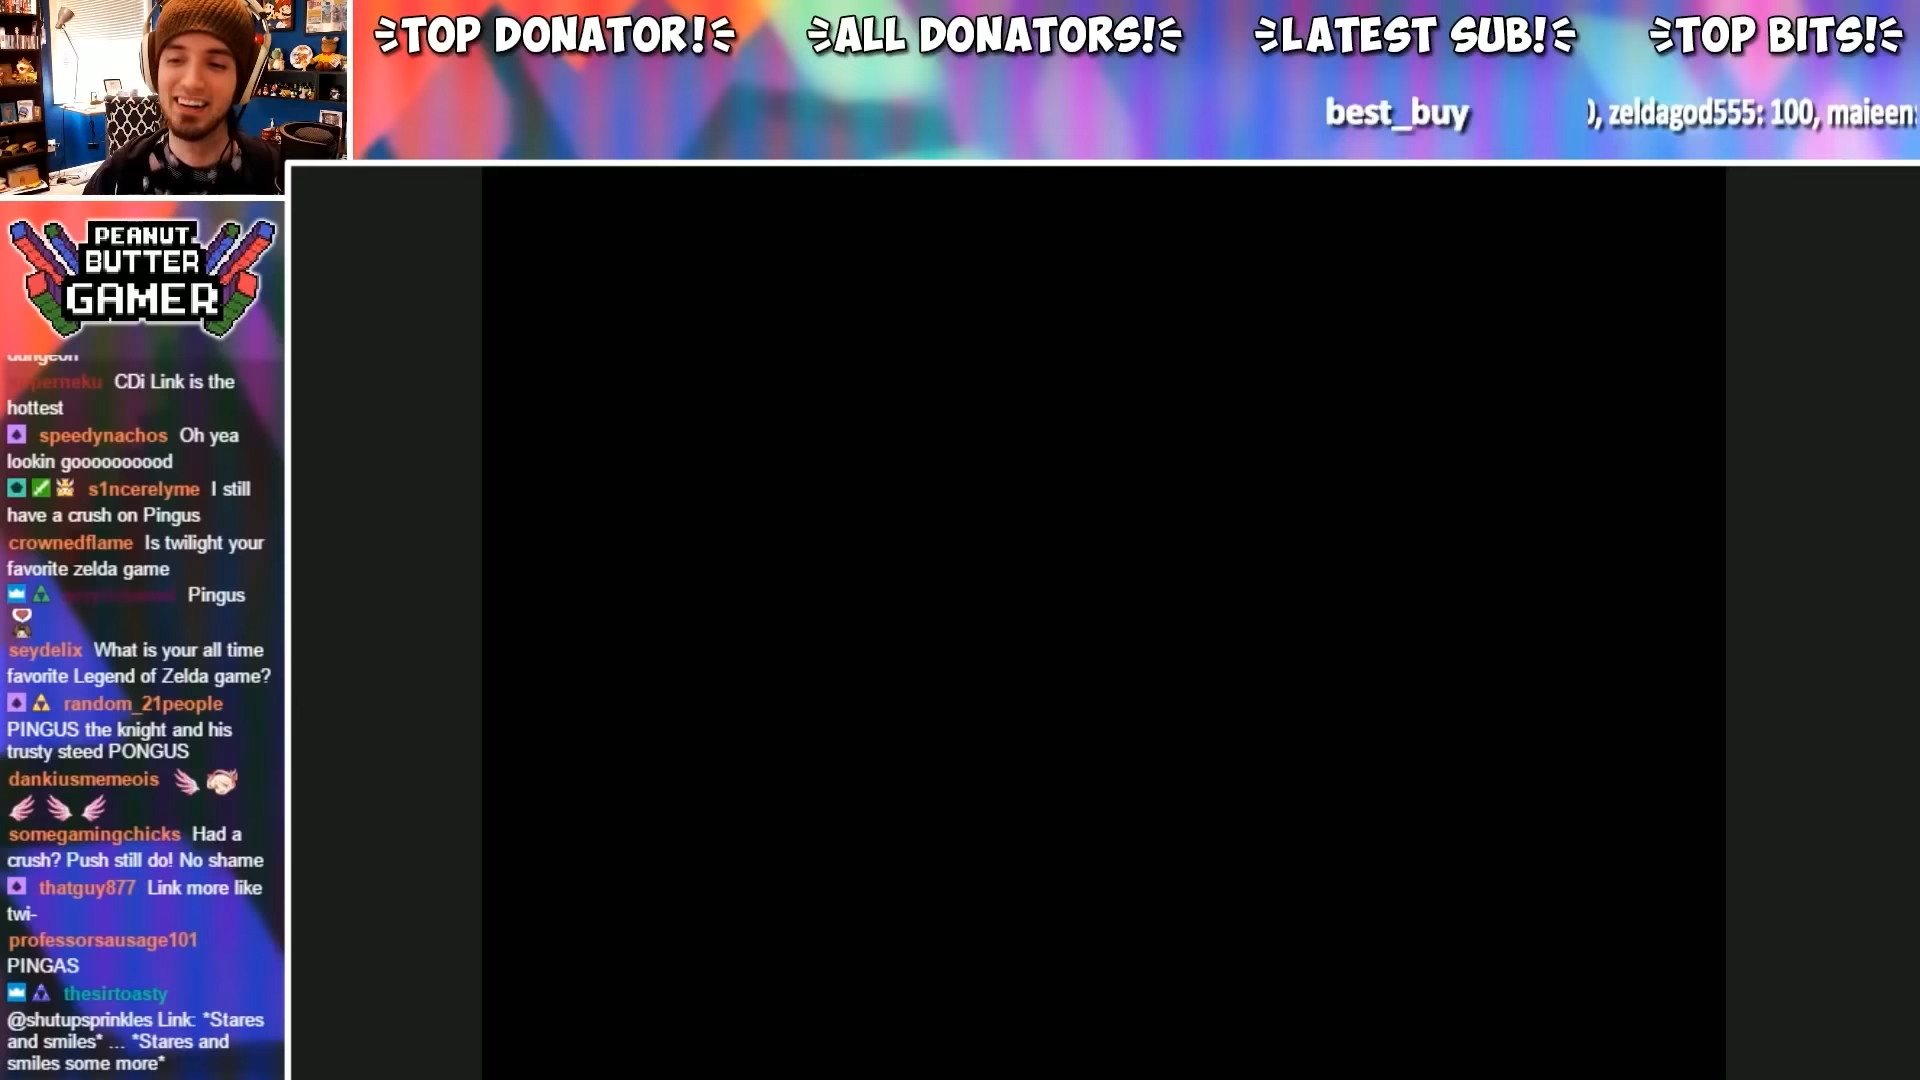 TOP DONATOR!
ALL DONATORS!
LATEST SUB!
TOP BITS!
best_buy
), zeldagod555: 100, maieen:
PEANUT
BUTTER
GAMER
dungeon
CDi Link is the
hottest
speedynachos Oh yea
lookin goooooooood
s1ncerelyme I still
have a crush on Pingus
crownedflame Is twilight your
favorite zelda game
Pingus
seydelix What is your all time
favorite Legend of Zelda game?
random_21people
PINGUS the knight and his
trusty steed PONGUS
dankiusmemeois
somegamingchicks Had a
crush? Push still do! No shame
thatguy877 Link more like
twi-
professorsausage101
PINGAS
thesirtoasty
@shutupsprinkles Link: *Stares
and smiles* ... *Stares and
smiles some more*